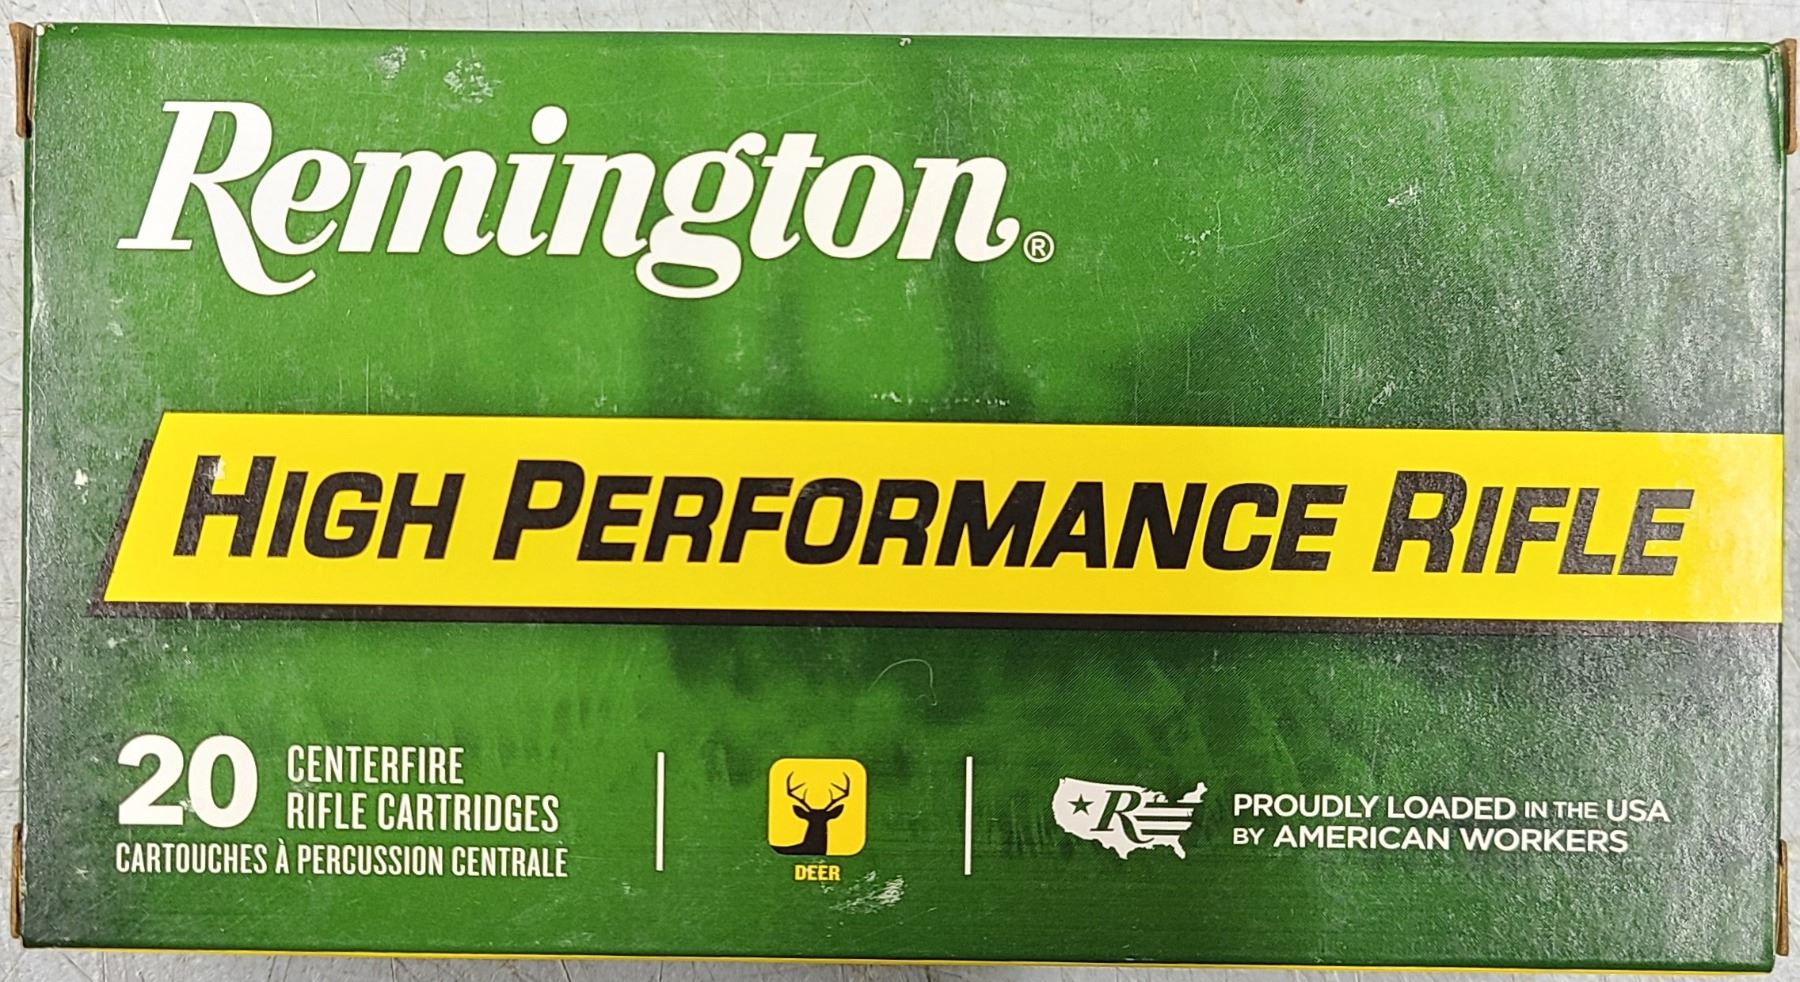 Remington®
HIGH PERFORMANCE RIFLE
20 CENTERFIRE
RIFLE CARTRIDGES
CARTOUCHES À PERCUSSION CENTRALE
DEER
R
PROUDLY LOADED IN THE USA
BY AMERICAN WORKERS